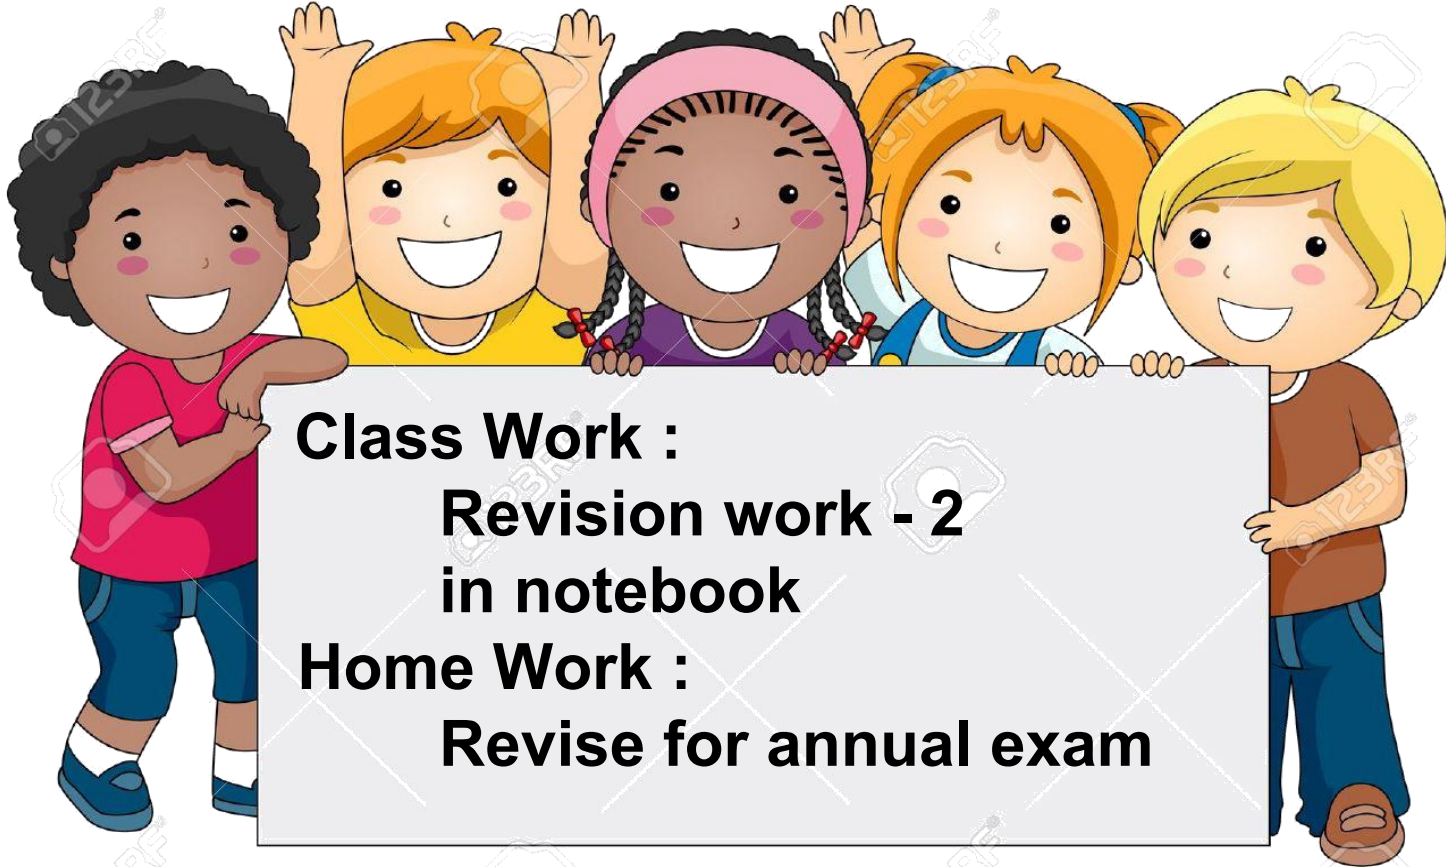 Class Work :
Revision work - 2
in notebook
Home Work :
Revise for annual exam